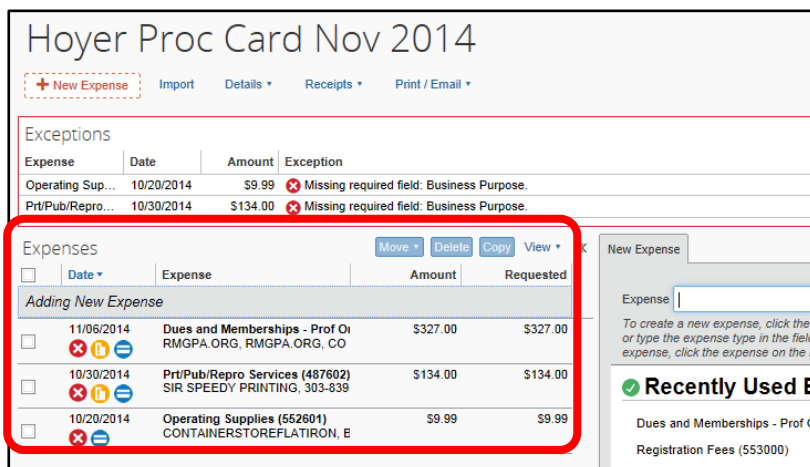 Hoyer Proc Card Nov 2014
+ New Expense Import Details Receipts Print / Email
Exceptions
Expense Date Amount Exception
Operating Sup... 10/20/2014 $9.99 Missing required field: Business Purpose.
Prt/Pub/Repro... 10/30/2014 $134.00 Missing required field: Business Purpose.
Expenses Move Delete Copy View
Date Expense Amount Requested
Adding New Expense
11/06/2014 Dues and Memberships - Prof $327.00 $327.00
RMGPA.ORG, RMGPA.ORG, CO
10/30/2014 Prt/Pub/Repro Services (487602) $134.00 $134.00
SIR SPEEDY PRINTING, 303-839
10/20/2014 Operating Supplies (552601) $9.99 $9.99
CONTAINERSTOREFLATIRON, B
New Expense
Expense
To create a new expense, click the
or type the expense type in the
expense, click the expense on the
Recently Used
Dues and Memberships - Prof
Registration Fees (553000)